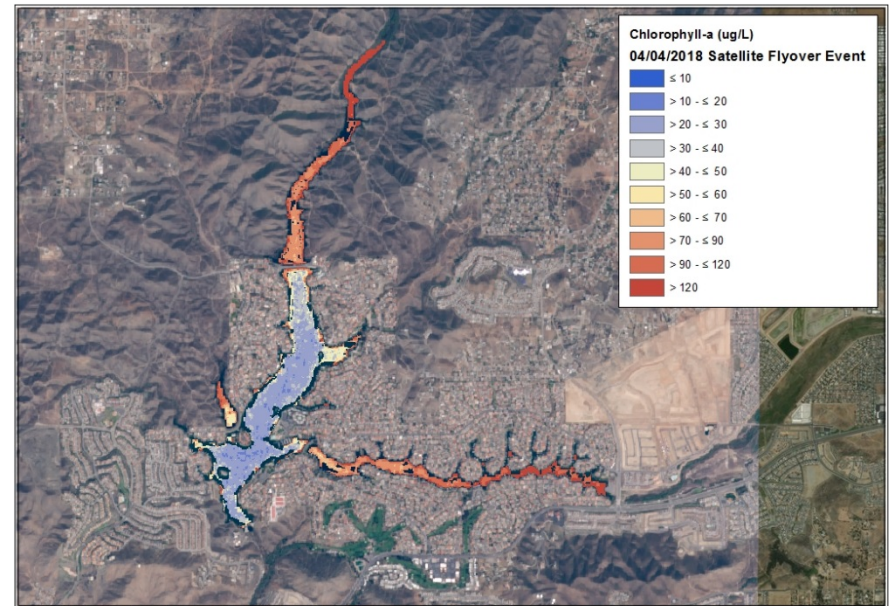 Chlorophyll-a (ug/L)
04/04/2018 Satellite Flyover Event
≤ 10
> 10 - ≤ 20
> 20 - ≤ 30
> 30 - ≤ 40
> 40 - ≤ 50
> 50 - ≤ 60
> 60 - ≤ 70
> 70 - ≤ 90
> 90 - ≤ 120
> 120